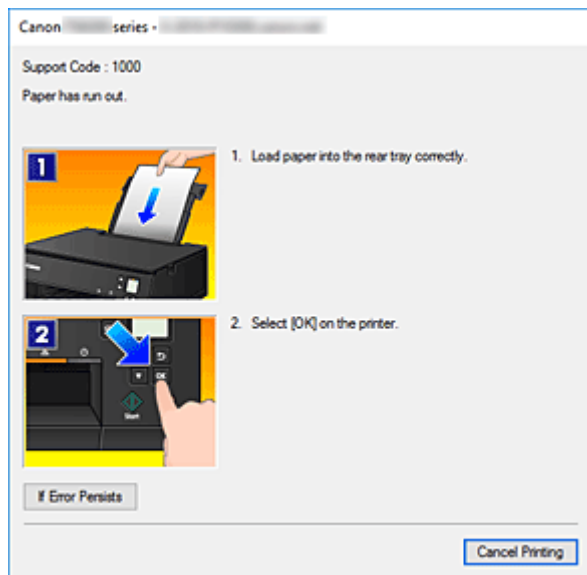 Canon series -
Support Code : 1000
Paper has run out.
1
1. Load paper into the rear tray correctly.
2
2. Select [OK] on the printer.
OK
Start
If Error Persists
Cancel Printing